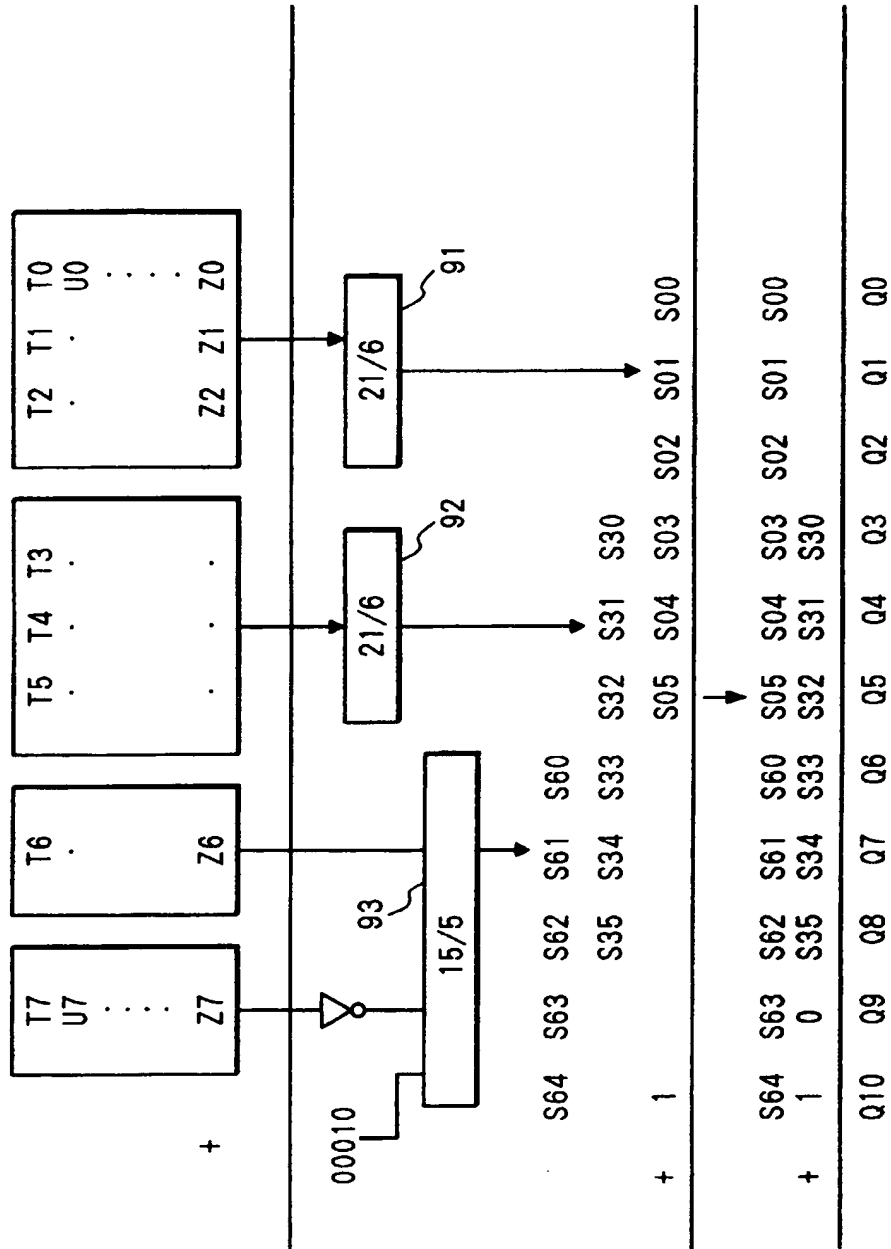 T7 T6 T5 T4 T3 T2 T1 T0
U7 . . . . . . U0
. . . . . . . .
+ Z7 Z6 . . . Z2 Z1 Z0
00010
21/6 21/6
93
15/5 92 91
S64 S63 S62 S61 S60
S35 S34 S33 S32 S31 S30
+ 1 S05 S04 S03 S02 S01 S00
S64 S63 S62 S61 S60 S05 S04 S03 S02 S01 S00
+ 1 0 S35 S34 S33 S32 S31 S30
Q10 Q9 Q8 Q7 Q6 Q5 Q4 Q3 Q2 Q1 Q0